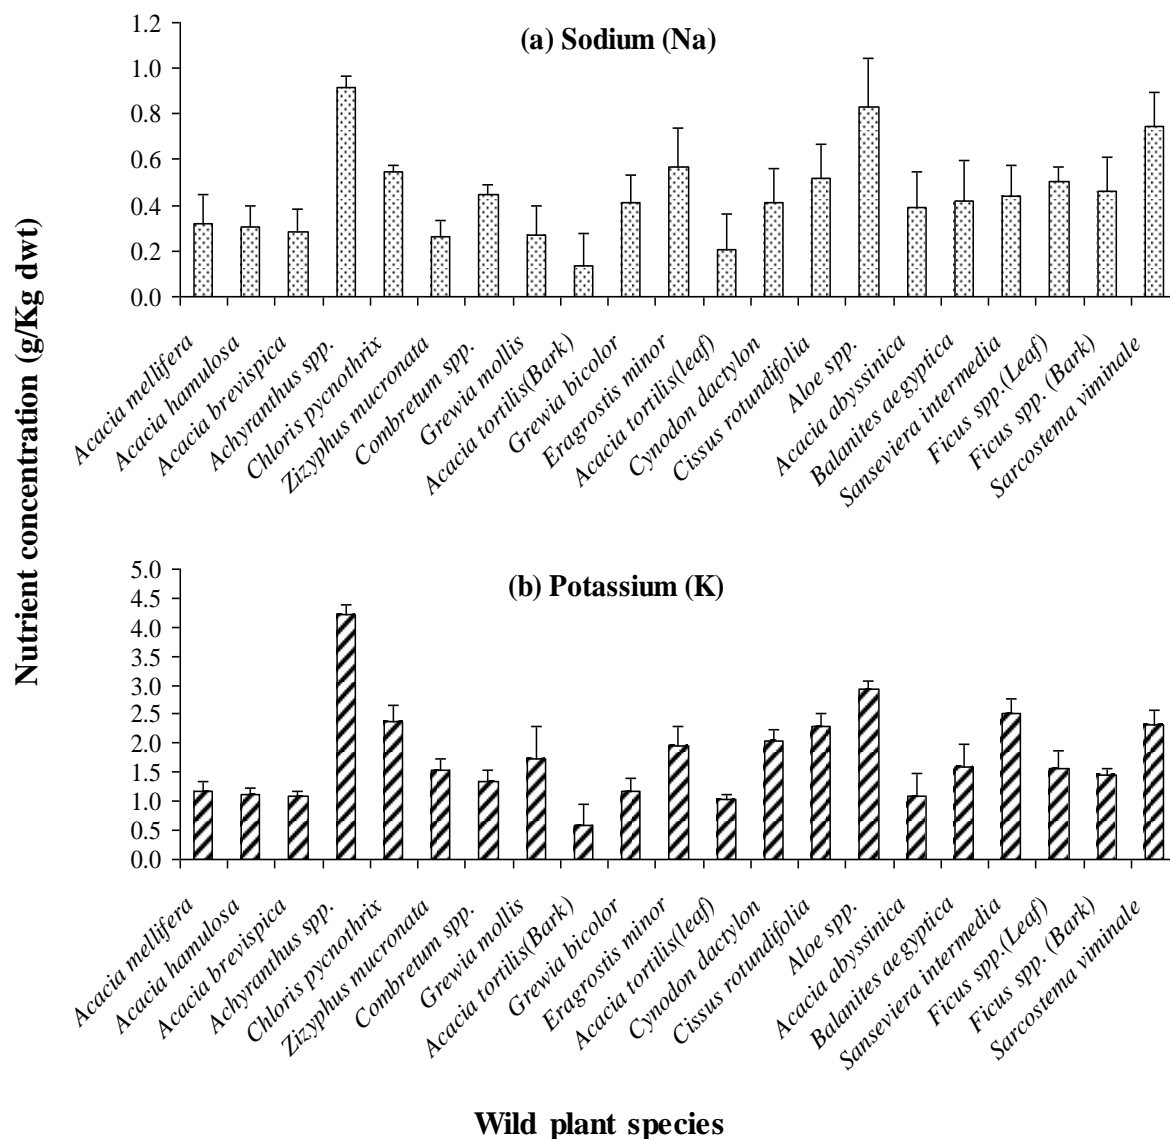 (a) Sodium (Na)
1.2
1.0
0.8
0.6
0.4
0.2
0.0
Acacia mellifera
Acacia hamulosa
Acacia brevispica
Achyranthus spp.
Chloris pycnothrix
Zizyphus mucronata
Combretum spp.
Grewia mollis
Acacia tortilis(Bark)
Grewia bicolor
Eragrostis minor
Acacia tortilis(leaf)
Cynodon dactylon
Cissus rotundifolia
Aloe spp.
Acacia abyssinica
Balanites aegyptica
Sanseviera intermedia
Ficus spp.(Leaf)
Ficus spp. (Bark)
Sarcostema viminale
Nutrient concentration (g/Kg dwt)
(b) Potassium (K)
5.0
4.5
4.0
3.5
3.0
2.5
2.0
1.5
1.0
0.5
0.0
Acacia mellifera
Acacia hamulosa
Acacia brevispica
Achyranthus spp.
Chloris pycnothrix
Zizyphus mucronata
Combretum spp.
Grewia mollis
Acacia tortilis(Bark)
Grewia bicolor
Eragrostis minor
Acacia tortilis(leaf)
Cynodon dactylon
Cissus rotundifolia
Aloe spp.
Acacia abyssinica
Balanites aegyptica
Sanseviera intermedia
Ficus spp.(Leaf)
Ficus spp. (Bark)
Sarcostema viminale
Wild plant species